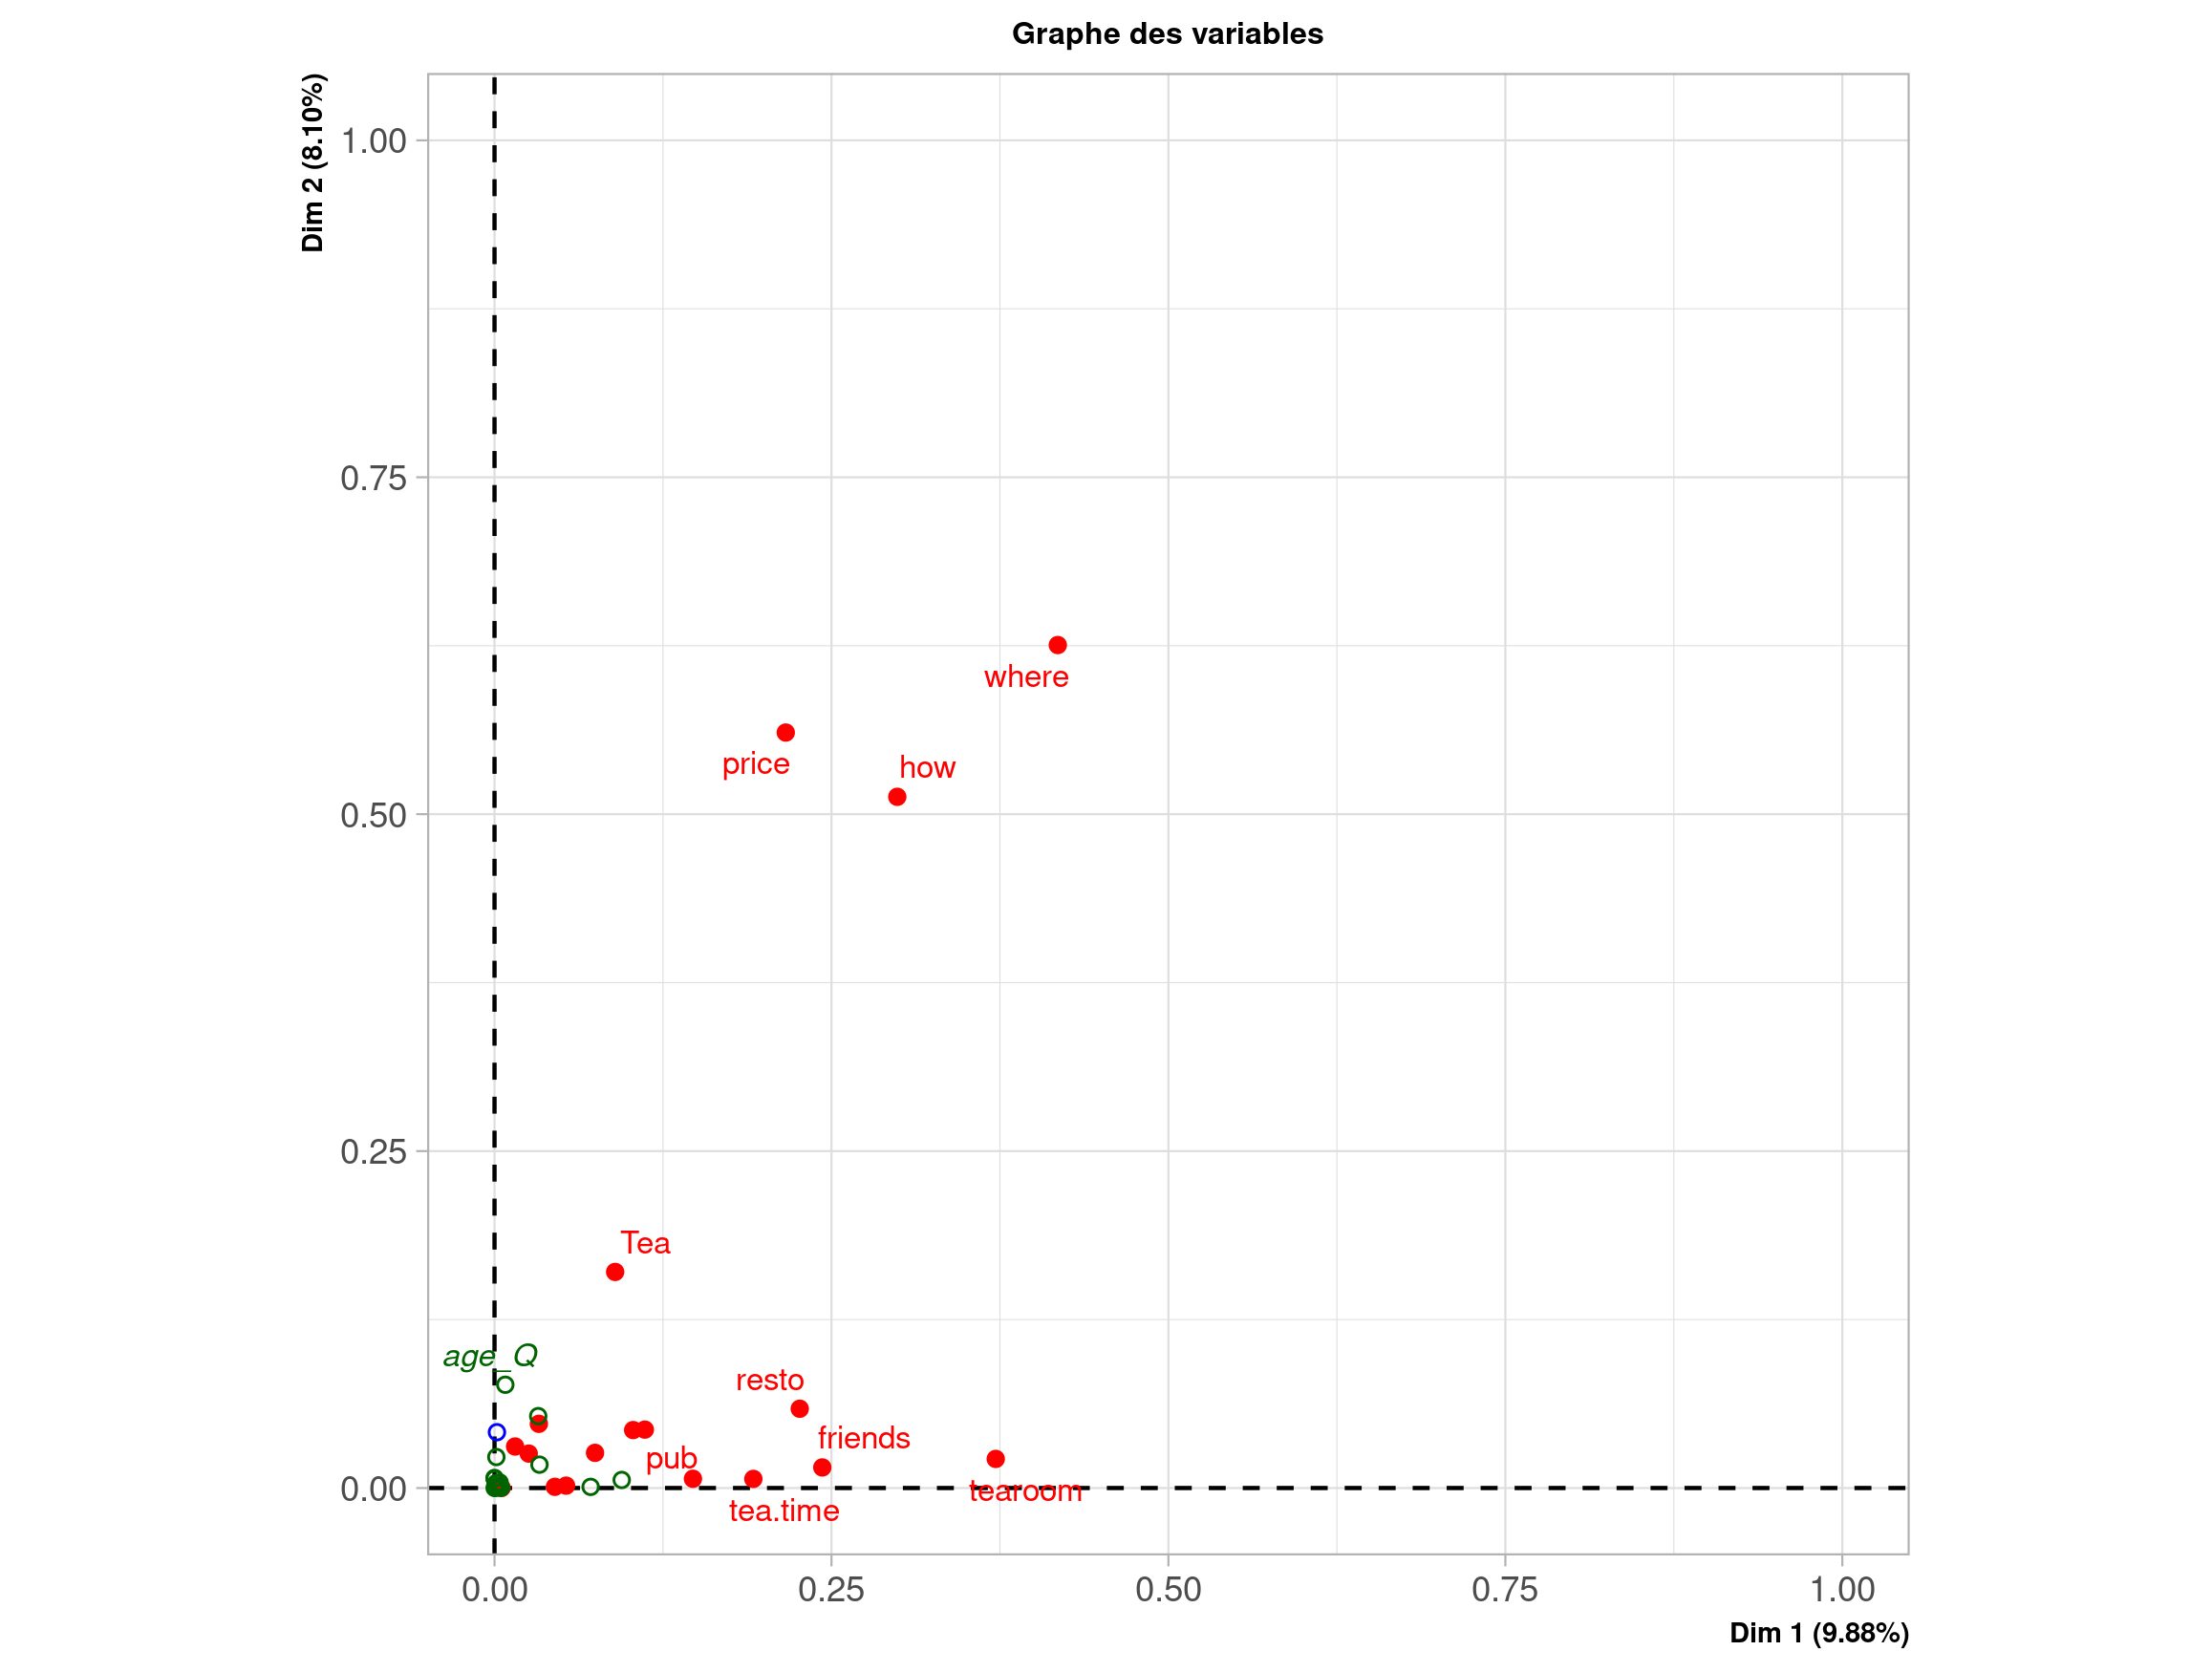 Graphe des variables
Dim 2 (8.10%)
1.00
0.75
0.50
0.25
0.00
where
price
how
Tea
age_Q
resto
friends
pub
tearoom
tea.time
0.00
0.25
0.50
0.75
1.00
Dim 1 (9.88%)